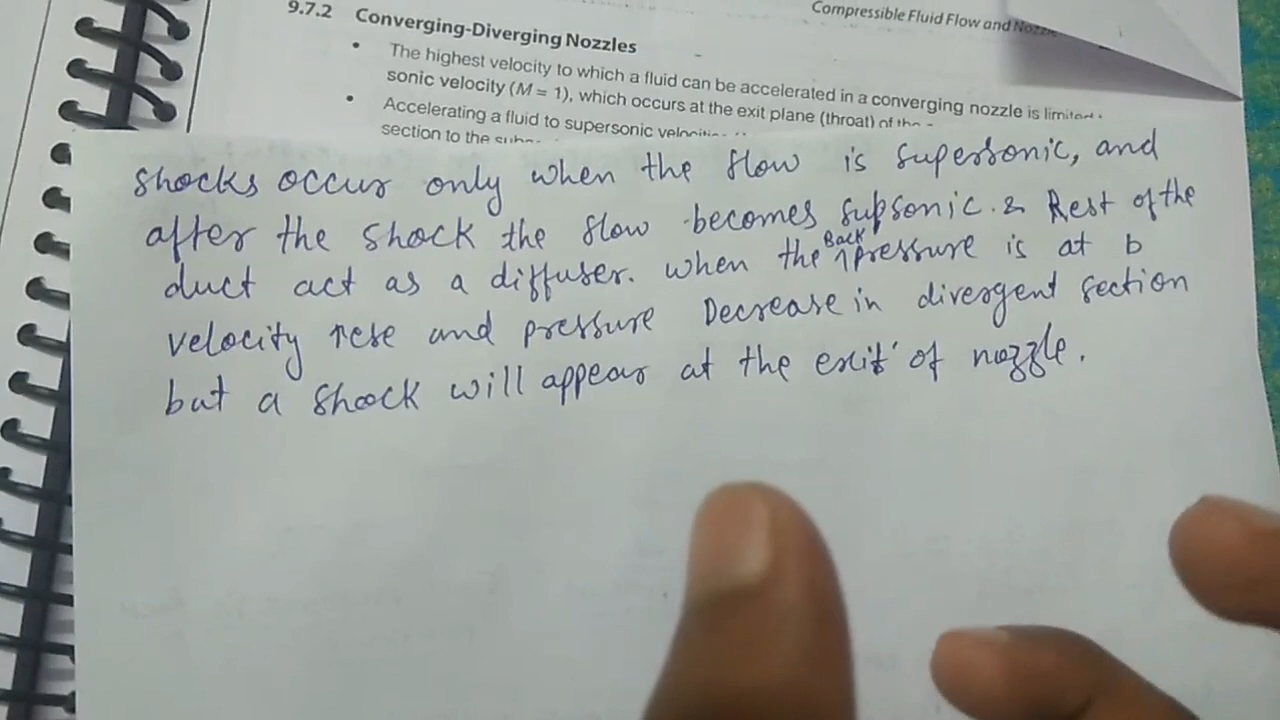 Compressible Fluid Flow and Nozzle
9.7.2 Converging-Diverging Nozzles
• The highest velocity to which a fluid can be accelerated in a converging nozzle is limited
sonic velocity (M = 1), which occurs at the exit plane (throat) of the
• Accelerating a fluid to supersonic velocities
section to the
shocks occur only when the flow is supersonic, and
after the shock the flow becomes supsonic. & Rest of the
duct act as a diffuser. when the Back pressure is at b
velocity and pressure Decrease in divergent section
but a shock will appear at the exit of nozzle.